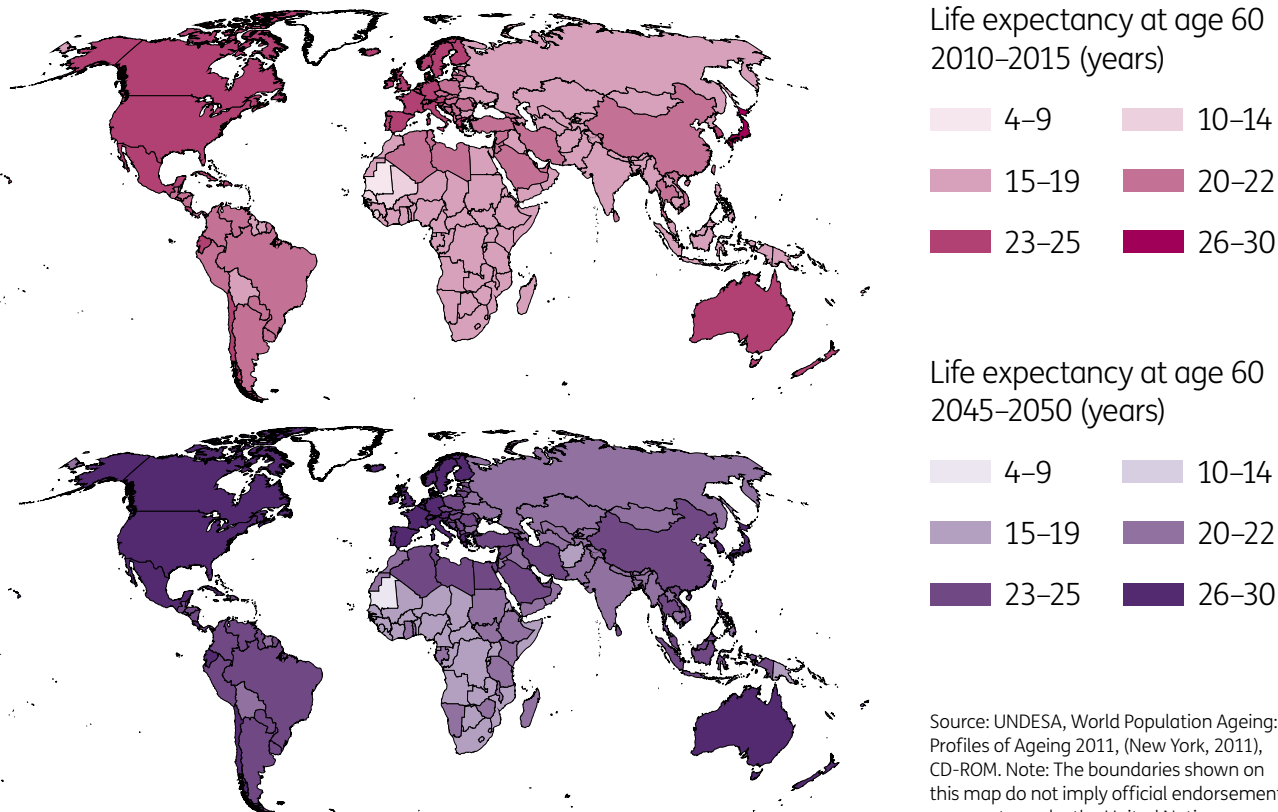 Life expectancy at age 60
2010–2015 (years)
4–9 10–14
15–19 20–22
23–25 26–30
Life expectancy at age 60
2045–2050 (years)
4–9 10–14
15–19 20–22
23–25 26–30
Source: UNDESA, World Population Ageing:
Profiles of Ageing 2011, (New York, 2011),
CD-ROM. Note: The boundaries shown on
this map do not imply official endorsement